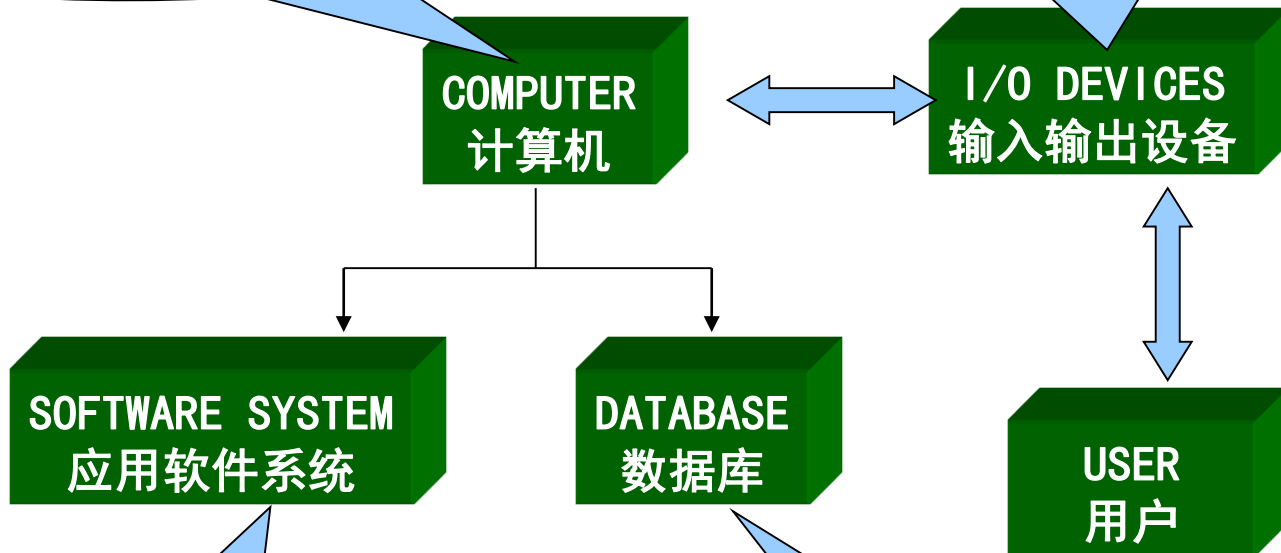 COMPUTER
计算机
I/O DEVICES
输入输出设备
SOFTWARE SYSTEM
应用软件系统
DATABASE
数据库
USER
用户